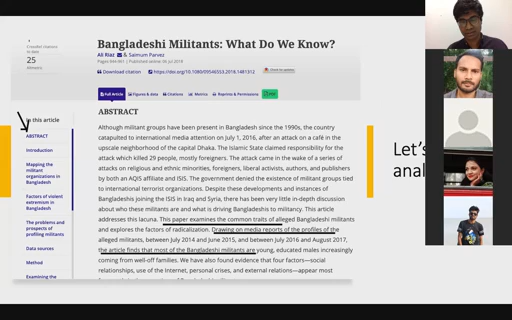 CrossRef citations
to date
25
Altmetric
Bangladeshi Militants: What Do We Know?
Ali Riaz & Saimum Parvez
Pages 944-961 | Published online: 06 Jul 2018
Download citation https://doi.org/10.1080/09546553.2018.1481312 Check for updates
Full Article Figures & data Citations Metrics Reprints & Permissions
In this article
ABSTRACT
Introduction
Mapping the militant organizations in Bangladesh
Factors of violent extremism in Bangladesh
The problems and prospects of profiling militants
Data sources
Method
Examining the
ABSTRACT
Although militant groups have been present in Bangladesh since the 1990s, the country
catapulted to international media attention on July 1, 2016, after an attack on a café in the
upscale neighborhood of the capital Dhaka. The Islamic State claimed responsibility for the
attack which killed 29 people, mostly foreigners. The attack came in the wake of a series of
attacks on religious and ethnic minorities, foreigners, liberal activists, authors, and publishers
by both an AQIS affiliate and ISIS. The government denied the existence of militant groups tied
to international terrorist organizations. Despite these developments and instances of
Bangladeshis joining the ISIS in Iraq and Syria, there has been very little in-depth discussion
about who these militants are and what is driving Bangladeshis to militancy. This article
addresses this lacuna. This paper examines the common traits of alleged Bangladeshi militants
and explores the factors of radicalization. Drawing on media reports of the profiles of the
alleged militants, between July 2014 and June 2015, and between July 2016 and August 2017,
the article finds that most of the Bangladeshi militants are young, educated males increasingly
coming from well-off families. We have also found evidence that four factors—social
relationships, use of the Internet, personal crises, and external relations—appear most
Let's
anal